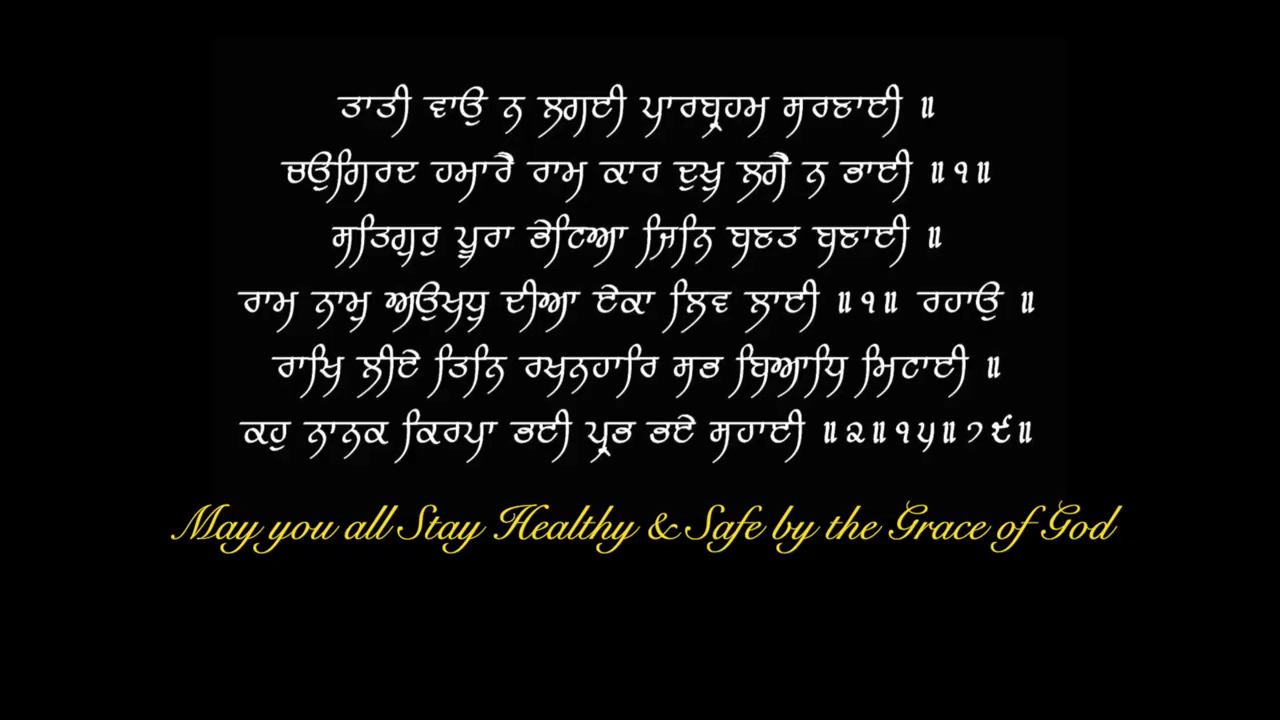 ਤਾਤੀ ਵਾਉ ਨ ਲਗਈ ਪਾਰਬ੍ਰਹਮ ਸਰਣਾਈ ॥
ਚਉਗਿਰਦ ਹਮਾਰੈ ਰਾਮ ਕਾਰ ਦੁਖੁ ਲਗੈ ਨ ਭਾਈ ॥੧॥
ਸਤਿਗੁਰੁ ਪੂਰਾ ਭੇਟਿਆ ਜਿਨਿ ਬਣਤ ਬਣਾਈ ॥
ਰਾਮ ਨਾਮੁ ਅਉਖਧੁ ਦੀਆ ਏਕਾ ਲਿਵ ਲਾਈ ॥੧॥ ਰਹਾਉ ॥
ਰਾਖਿ ਲੀਏ ਤਿਨਿ ਰਖਨਹਾਰਿ ਸਭ ਬਿਆਧਿ ਮਿਟਾਈ ॥
ਕਹੁ ਨਾਨਕ ਕਿਰਪਾ ਭਈ ਪ੍ਰਭ ਭਏ ਸਹਾਈ ॥੨॥੧੫॥੭੯॥
May you all Stay Healthy & Safe by the Grace of God